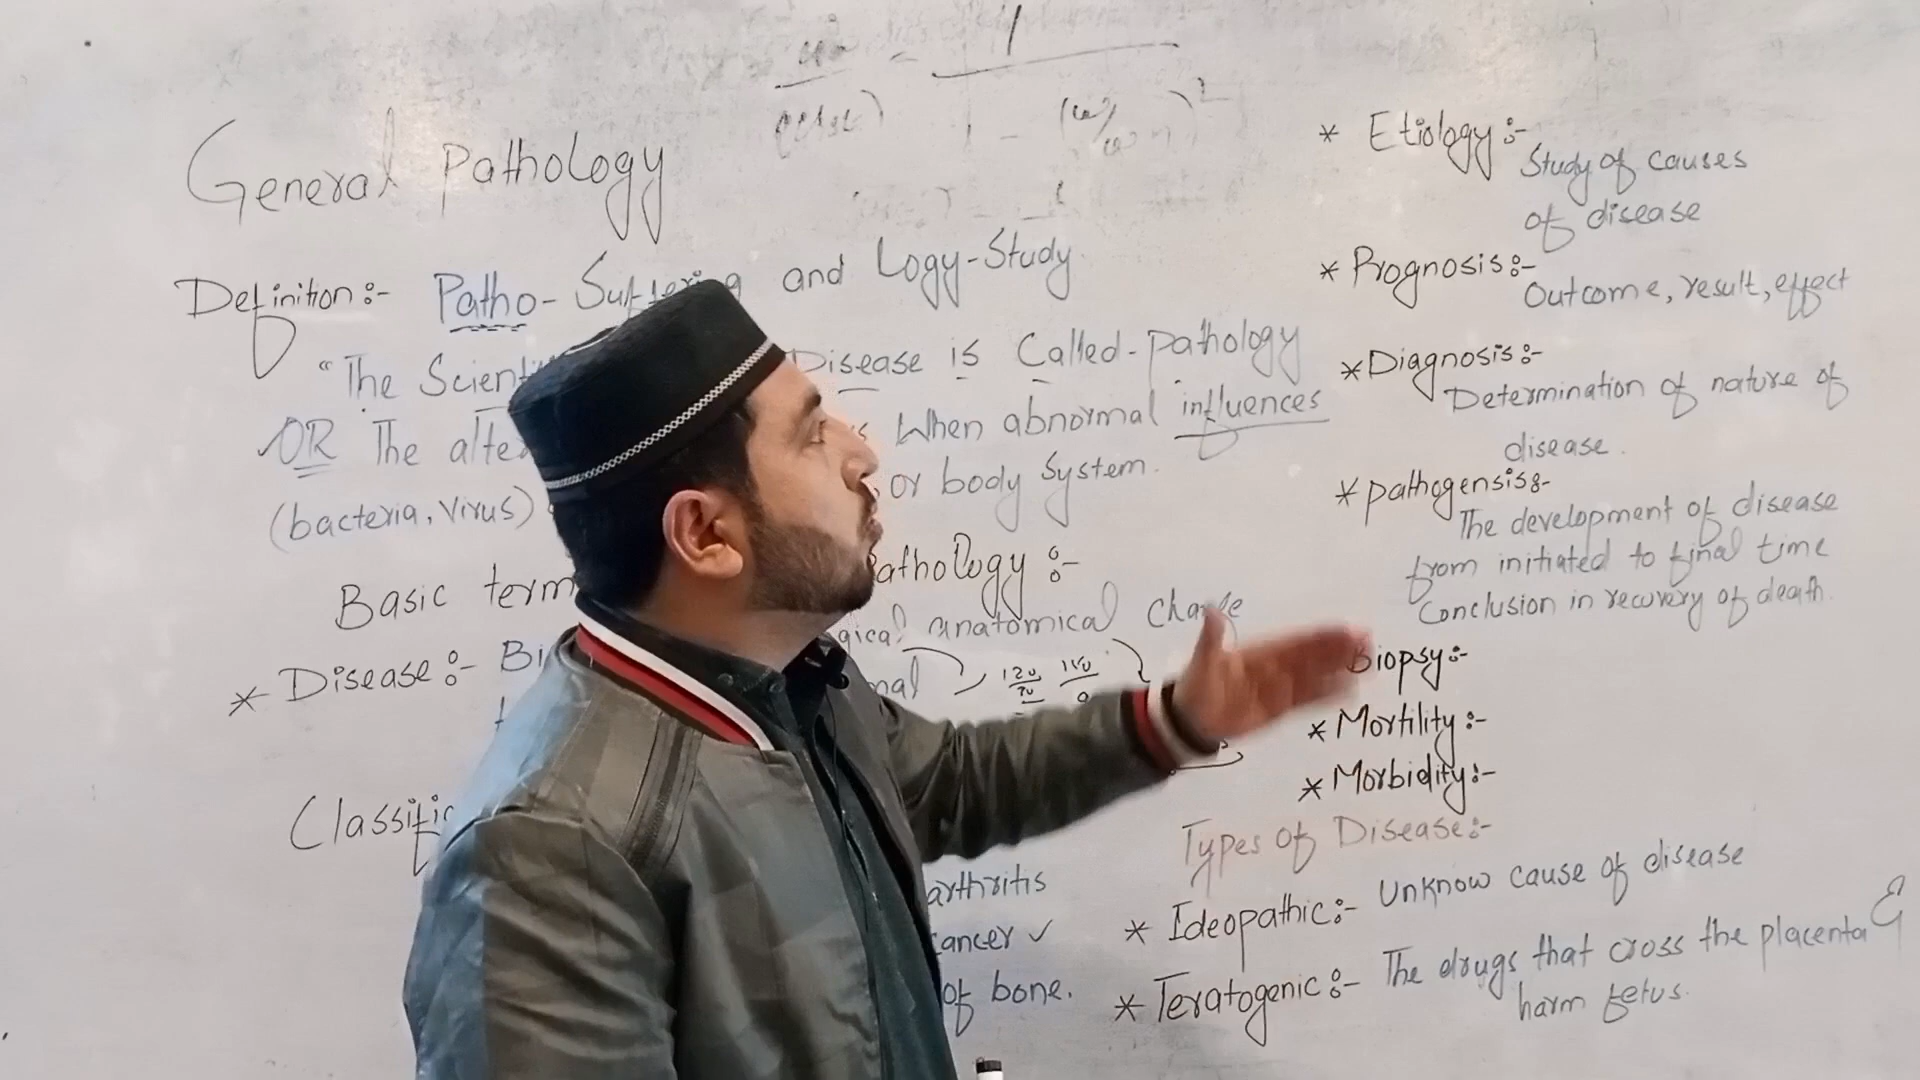 General Pathology
Definition:- Patho- Suffering and Logy-Study
"The Scient Disease is Called-Pathology
OR The alte When abnormal influences
(bacteria, Virus) or body System.
Basic term athology :-
* Disease :- Bi gical anatomical change
nal 120
Classific
arthritis
cancer ✓
of bone.
* Etiology:- Study of causes
of disease
* Prognosis:- Outcome, result, effect
* Diagnosis:-
Determination of nature of
disease.
* pathogensis:-
The development of disease
from initiated to final time
Conclusion in recovery of death.
Biopsy:-
* Mortility:-
* Morbidity:-
Types of Disease:-
* Ideopathic:- Unknow cause of disease
* Teratogenic:- The drugs that cross the placenta &
harm fetus.